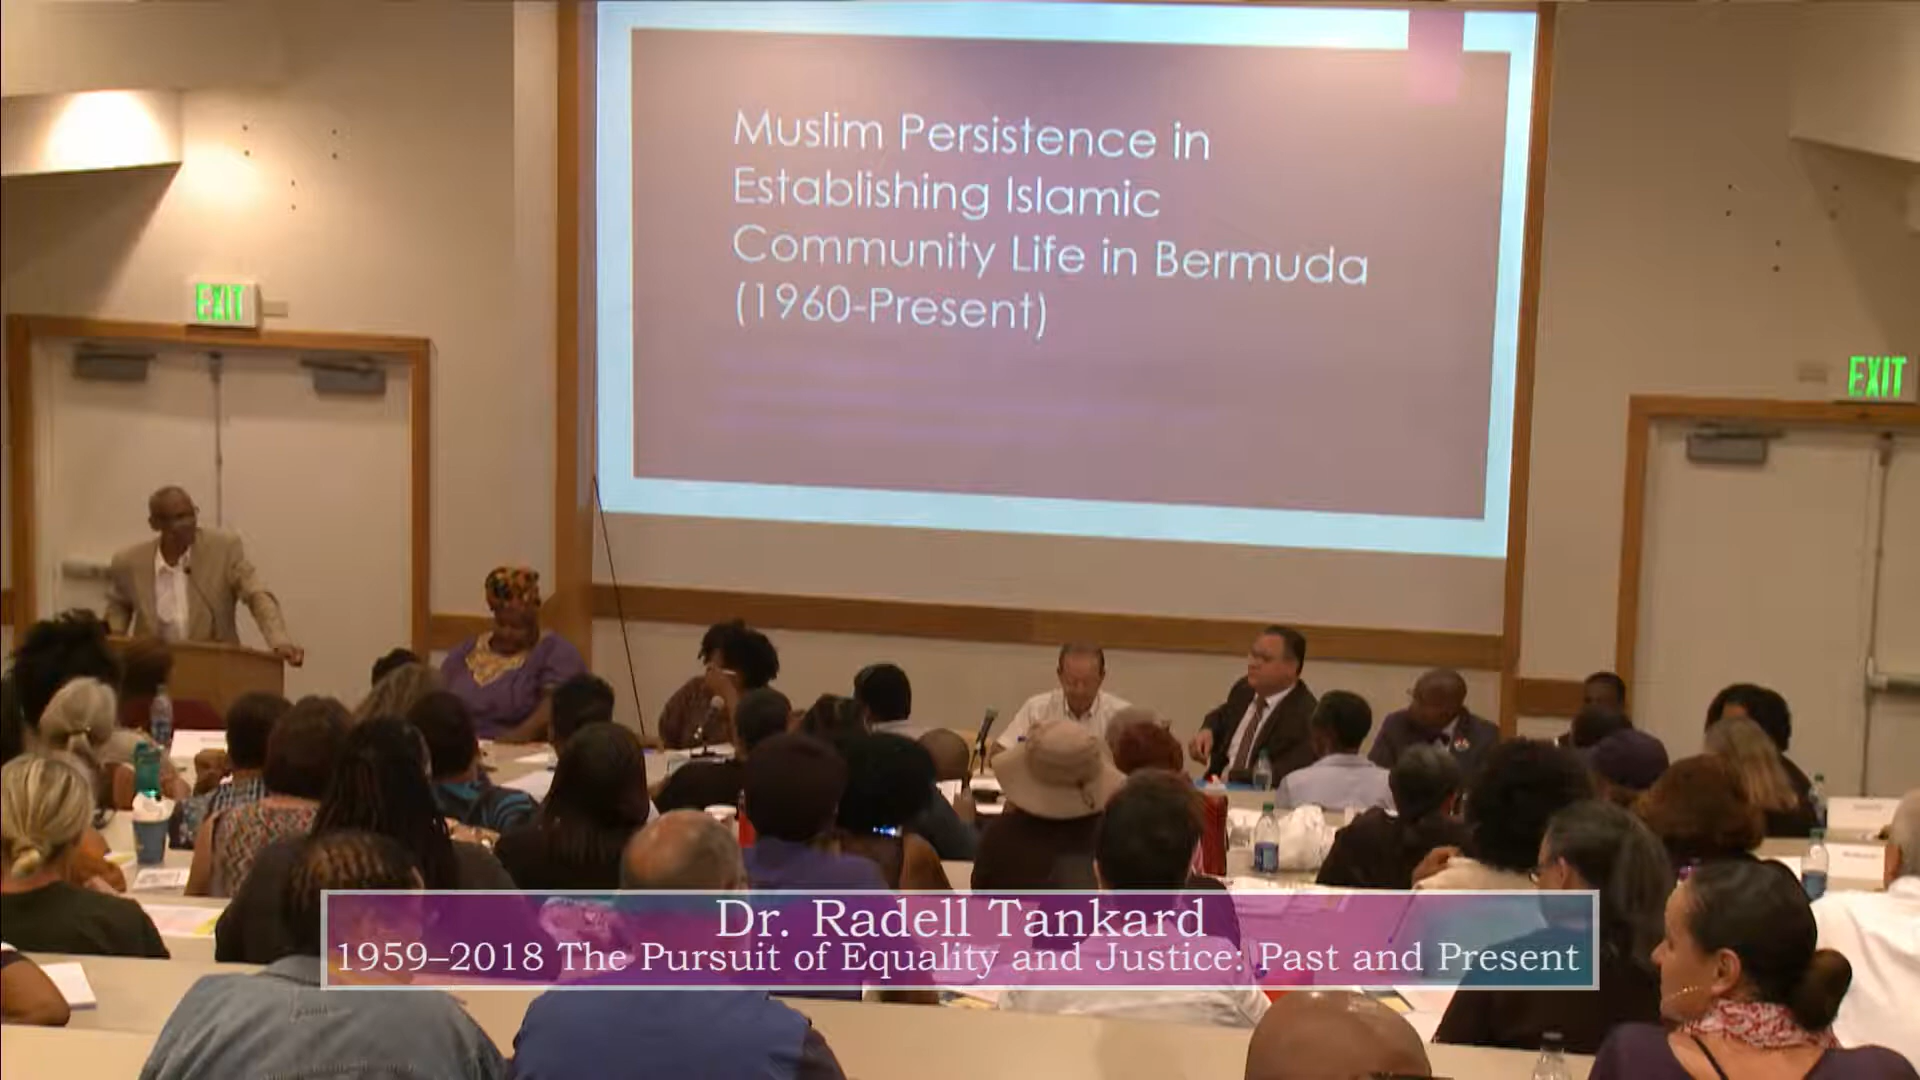 Muslim Persistence in
Establishing Islamic
Community Life in Bermuda
(1960-Present)
EXIT
EXIT
Dr. Radell Tankard
1959–2018 The Pursuit of Equality and Justice: Past and Present